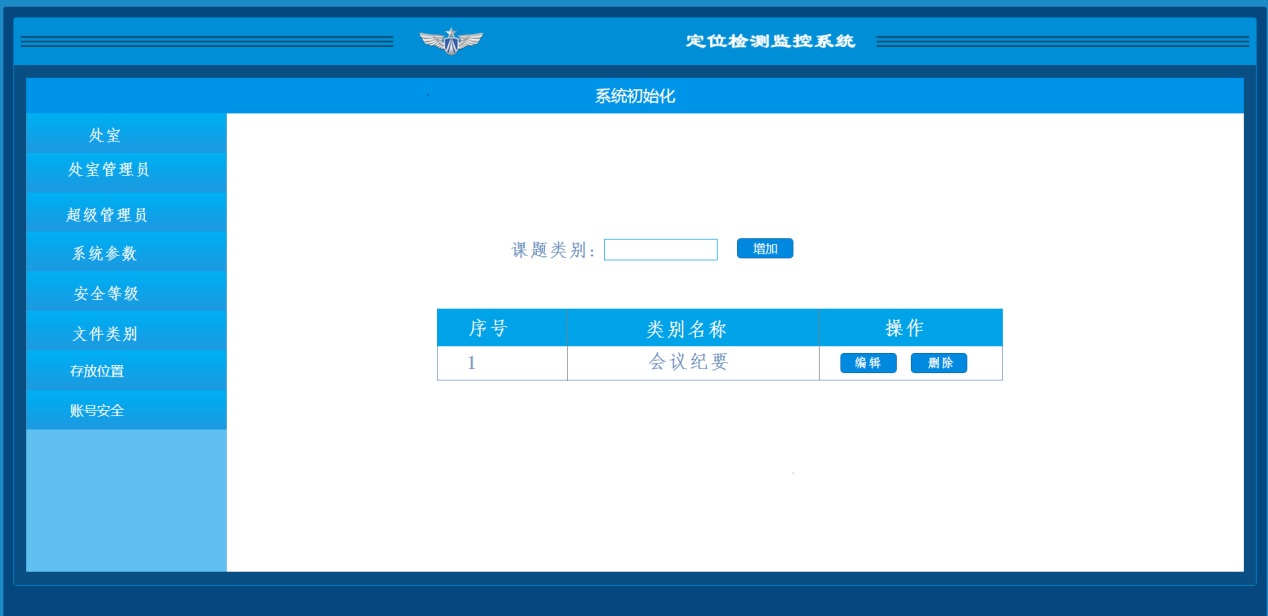 定位检测监控系统
系统初始化
处室
处室管理员
超级管理员
系统参数
安全等级
文件类别
存放位置
账号安全
课题类别: 增加
序号 类别名称 操作
1 会议纪要 编辑 删除